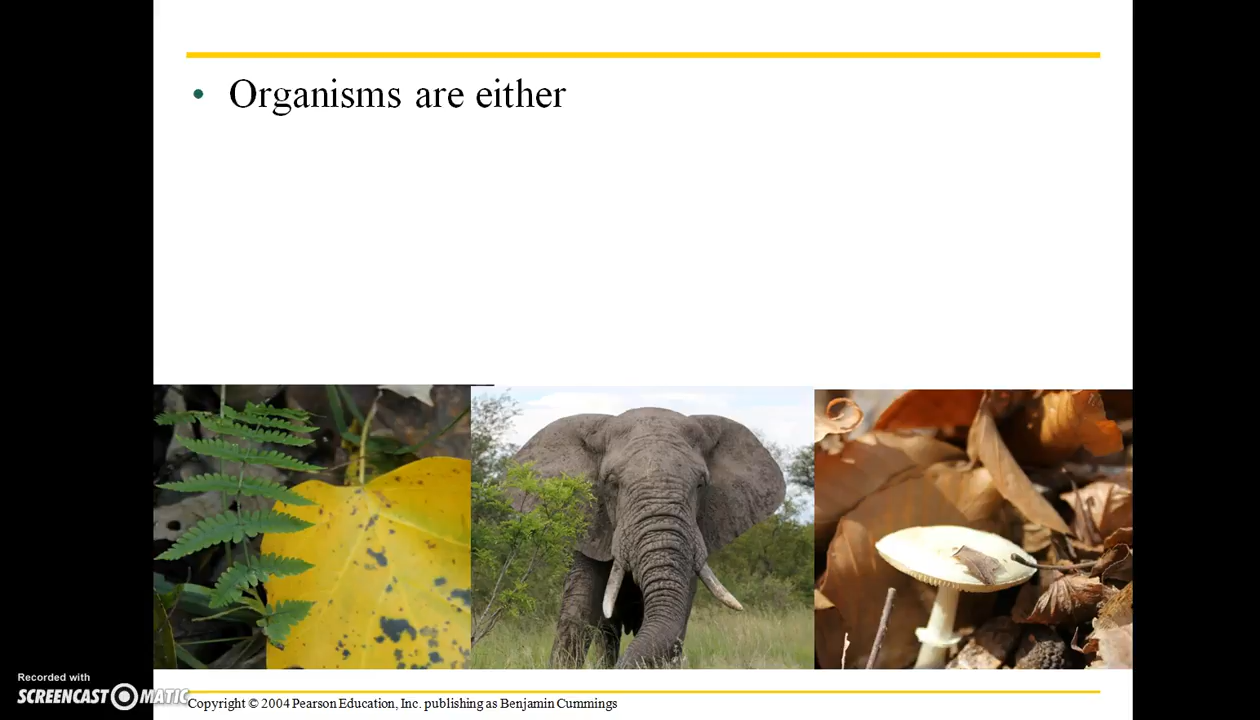 • Organisms are either
Recorded with
SCREENCAST MATIC
Copyright © 2004 Pearson Education, Inc. publishing as Benjamin Cummings